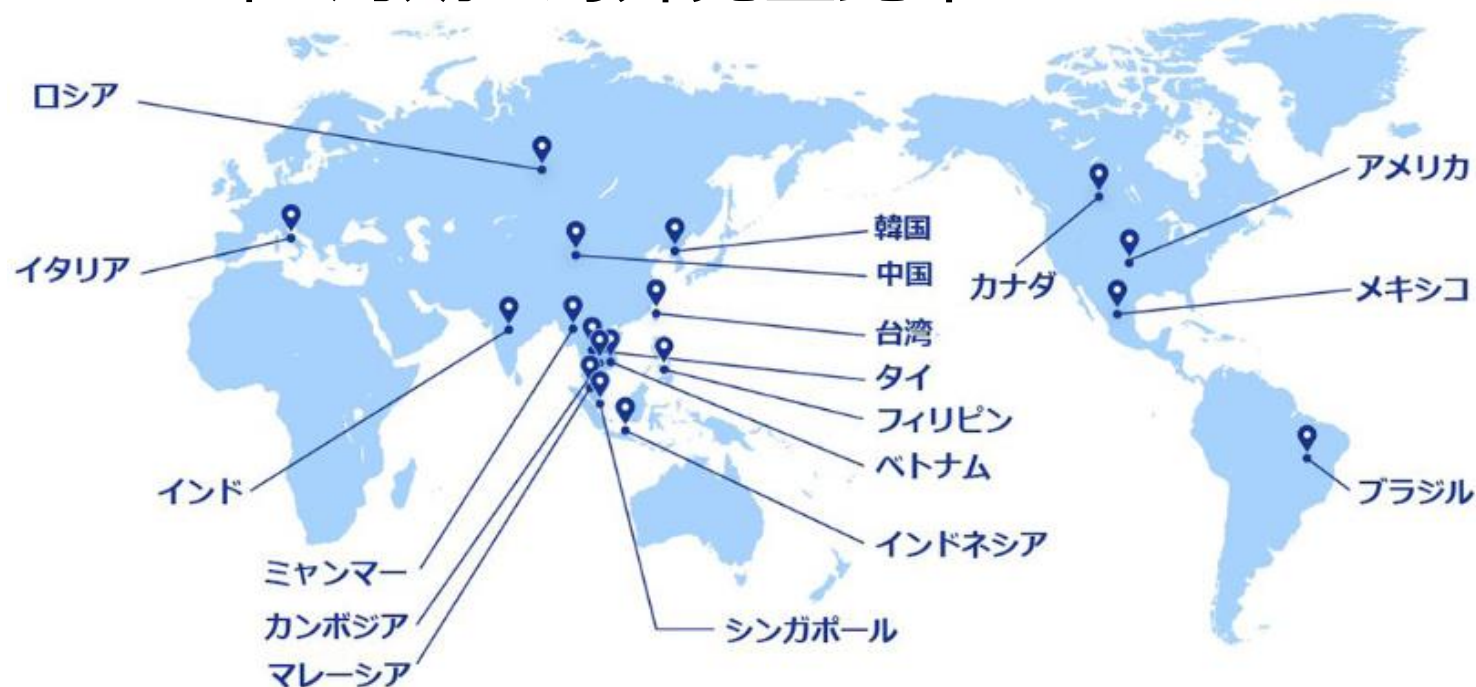 ロシア
イタリア
インド
ミャンマー
カンボジア
マレーシア
シンガポール
韓国
中国
台湾
タイ
フィリピン
ベトナム
インドネシア
カナダ
アメリカ
メキシコ
ブラジル